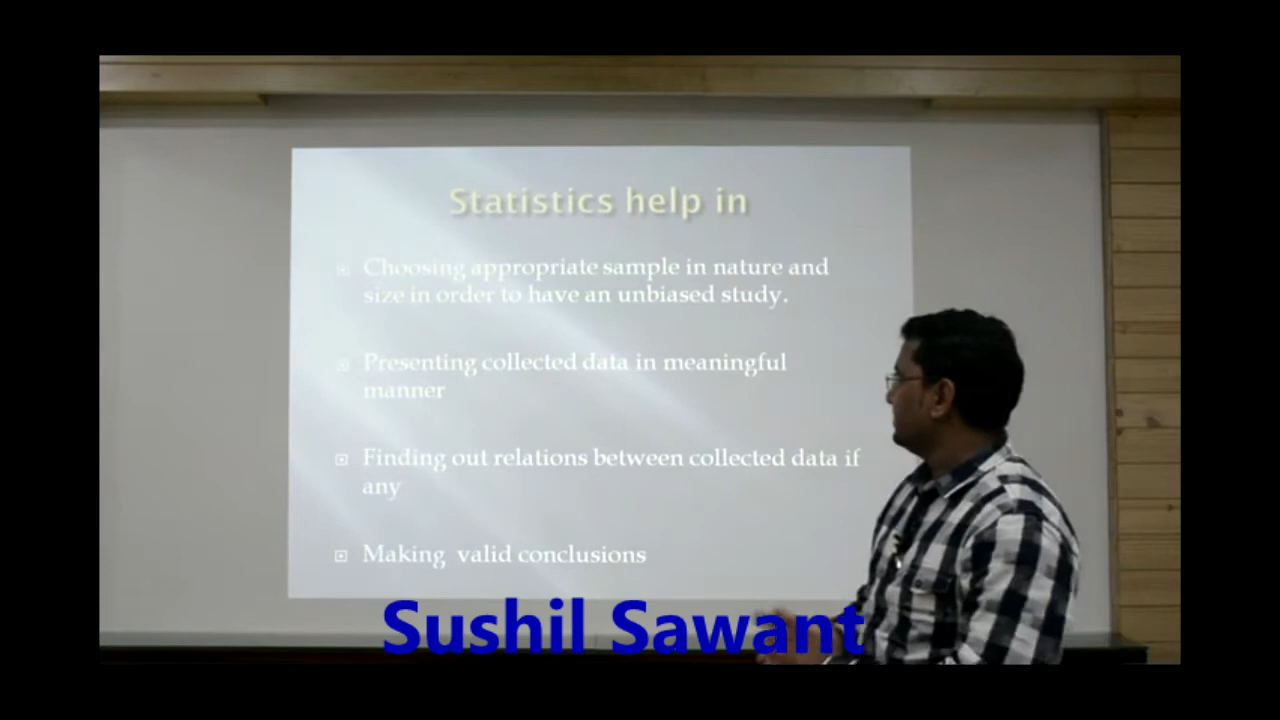 Statistics help in
Choosing appropriate sample in nature and
size in order to have an unbiased study.
Presenting collected data in meaningful
manner
Finding out relations between collected data if
any
Making valid conclusions
Sushil Sawant